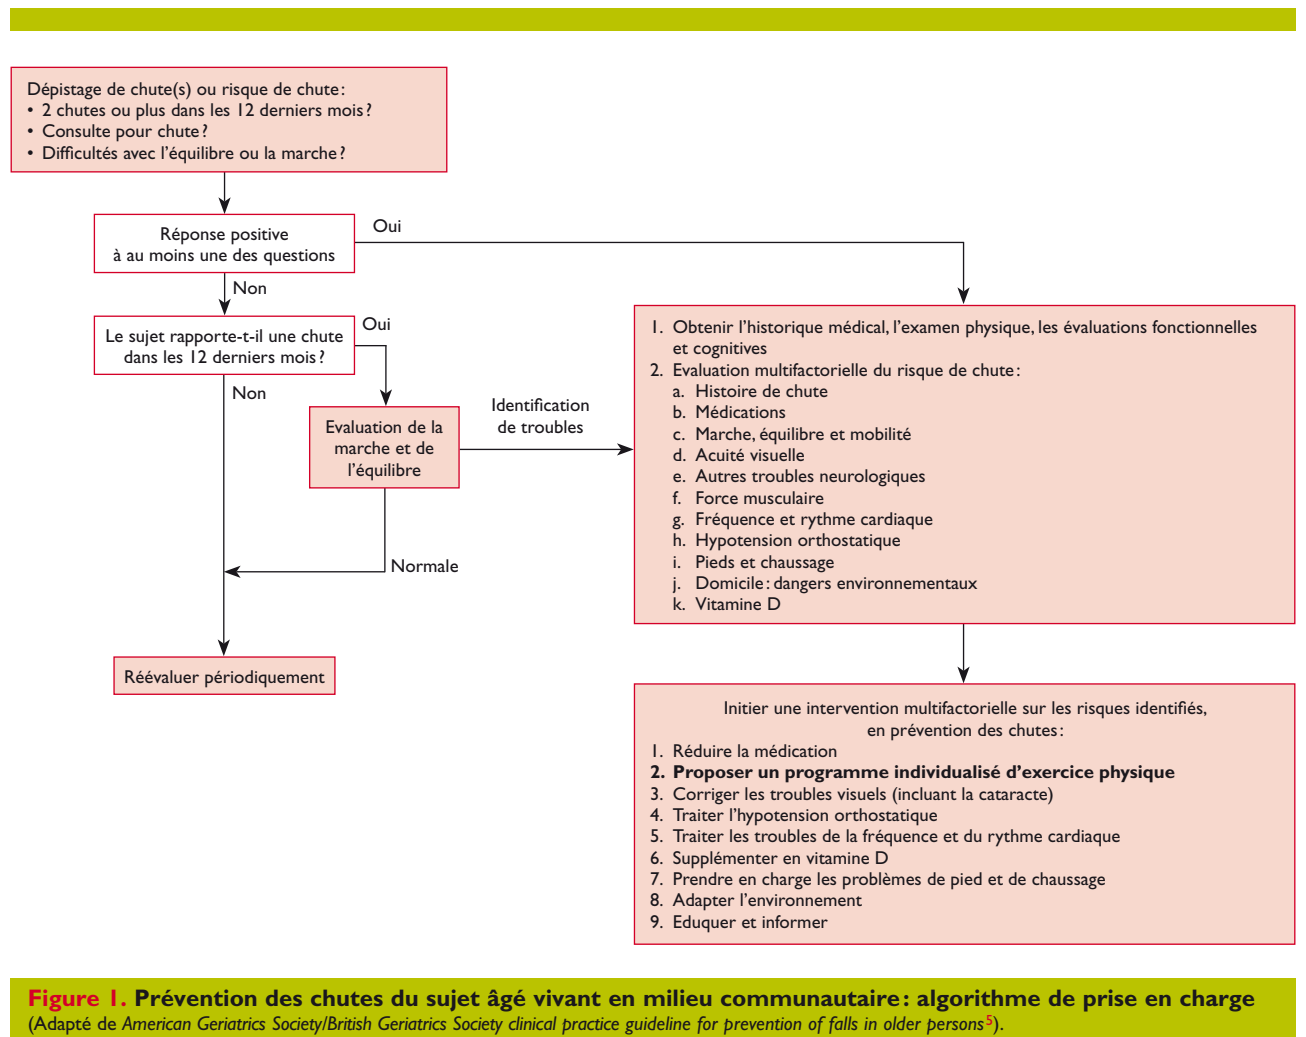 Dépistage de chute(s) ou risque de chute :
• 2 chutes ou plus dans les 12 derniers mois ?
• Consulte pour chute ?
• Difficultés avec l’équilibre ou la marche ?
Réponse positive
à au moins une des questions
Oui
Non
Le sujet rapporte-t-il une chute
dans les 12 derniers mois ?
Oui
Non
Evaluation de la
marche et de
l’équilibre
Identification
de troubles
Normale
Réévaluer périodiquement
1. Obtenir l’historique médical, l’examen physique, les évaluations fonctionnelles
et cognitives
2. Evaluation multifactorielle du risque de chute :
a. Histoire de chute
b. Médications
c. Marche, équilibre et mobilité
d. Acuité visuelle
e. Autres troubles neurologiques
f. Force musculaire
g. Fréquence et rythme cardiaque
h. Hypotension orthostatique
i. Pieds et chaussage
j. Domicile : dangers environnementaux
k. Vitamine D
Initier une intervention multifactorielle sur les risques identifiés,
en prévention des chutes :
1. Réduire la médication
2. Proposer un programme individualisé d’exercice physique
3. Corriger les troubles visuels (incluant la cataracte)
4. Traiter l’hypotension orthostatique
5. Traiter les troubles de la fréquence et du rythme cardiaque
6. Supplémenter en vitamine D
7. Prendre en charge les problèmes de pied et de chaussage
8. Adapter l’environnement
9. Eduquer et informer
Figure 1. Prévention des chutes du sujet âgé vivant en milieu communautaire : algorithme de prise en charge
(Adapté de American Geriatrics Society/British Geriatrics Society clinical practice guideline for prevention of falls in older persons5).